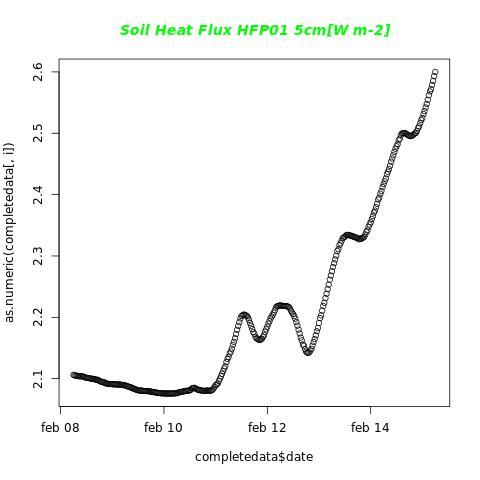 Soil Heat Flux HFP01 5cm[W m-2]
as.numeric(completedata[, i])
2.6
2.5
2.4
2.3
2.2
2.1
feb 08
feb 10
feb 12
feb 14
completedata$date